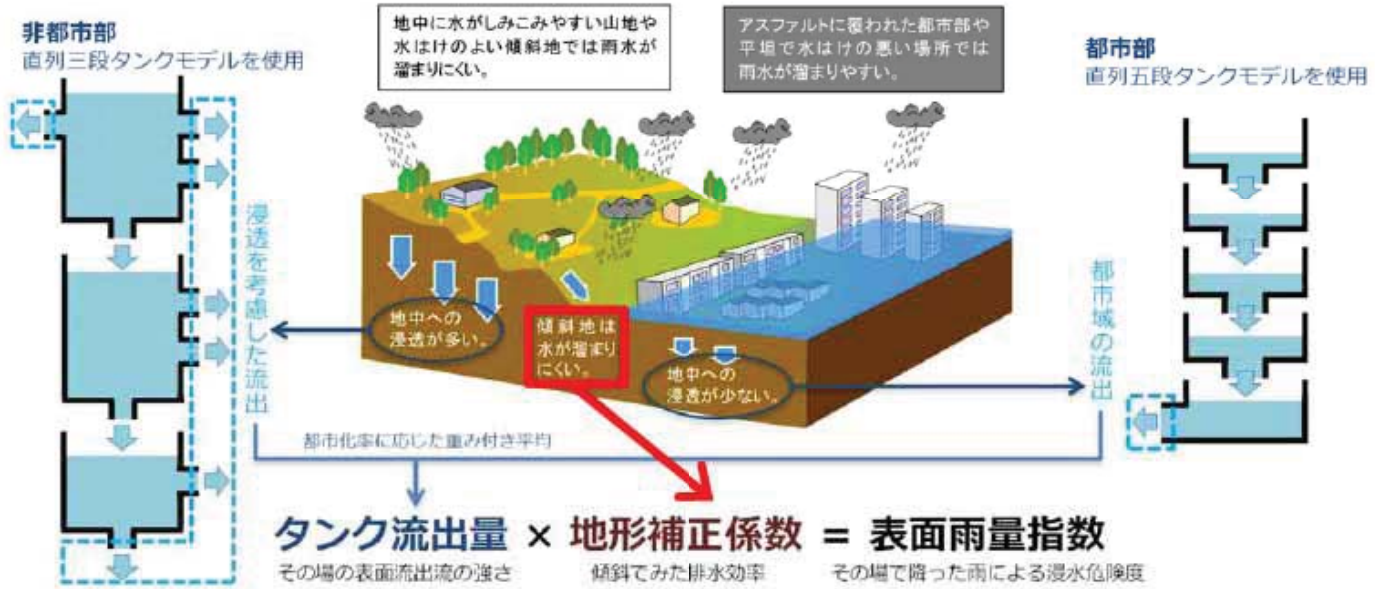 非都市部
直列三段タンクモデルを使用
地中に水がしみこみやすい山地や
水はけのよい傾斜地では雨水が
溜まりにくい。
アスファルトに覆われた都市部や
平坦で水はけの悪い場所では
雨水が溜まりやすい。
都市部
直列五段タンクモデルを使用
浸透を考慮した流出
地中への
浸透が多い。
傾斜地は
水が溜まり
にくい。
地中への
浸透が少ない。
都市域の流出
都市化率に応じた重み付き平均
タンク流出量 × 地形補正係数 = 表面雨量指数
その場の表面流出流の強さ 傾斜でみた排水効率 その場で降った雨による浸水危険度